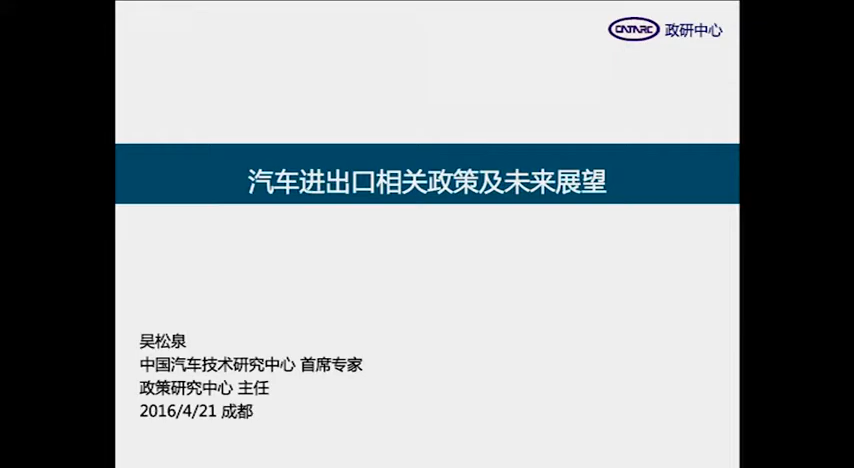 CATARC 政研中心
汽车进出口相关政策及未来展望
吴松泉
中国汽车技术研究中心 首席专家
政策研究中心 主任
2016/4/21 成都